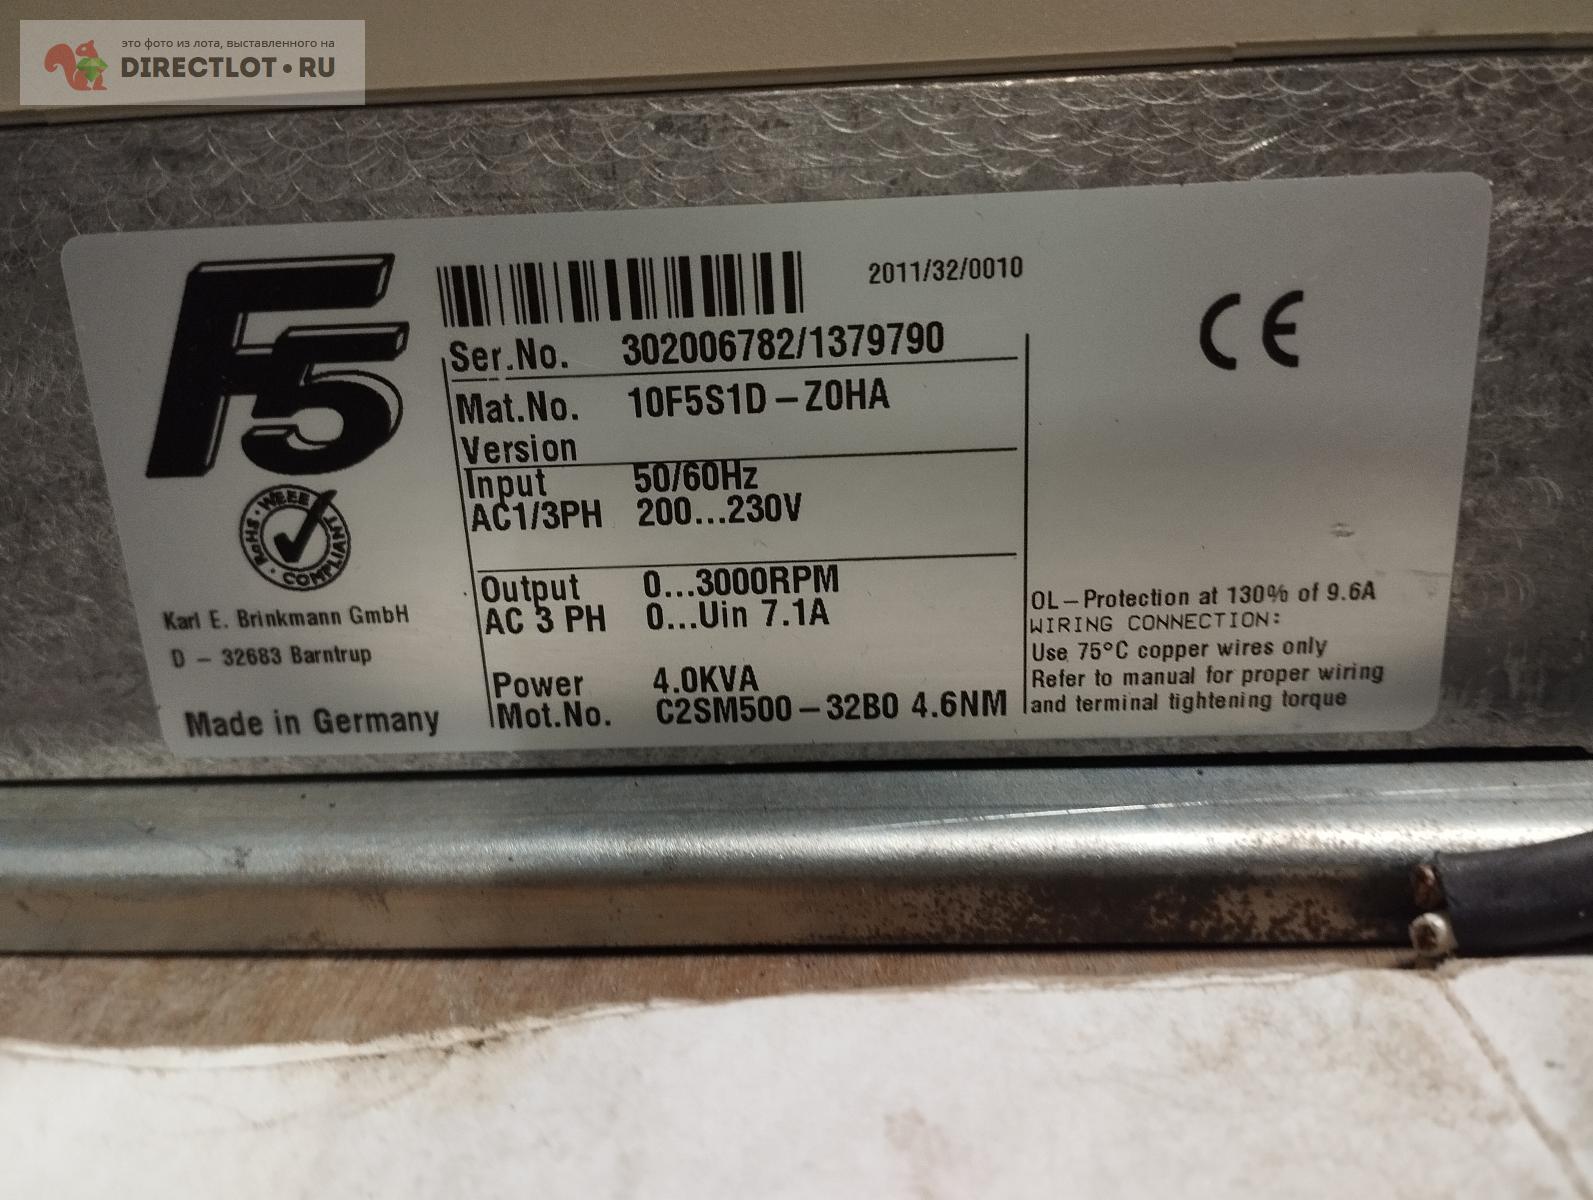 это фото из лота, выставленного на
DIRECTLOT•RU
F5
2011/32/0010
Ser.No. 302006782/1379790
Mat.No. 10F5S1D-Z0HA
Version
Input 50/60Hz
AC1/3PH 200...230V
Output 0...3000RPM
AC 3 PH 0...Uin 7.1A
Power 4.0KVA
Mot.No. C2SM500-32B0 4.6NM
RoHS · WEEE
COMPLIANT
Karl E. Brinkmann GmbH
D - 32683 Barntrup
Made in Germany
CE
OL-Protection at 130% of 9.6A
WIRING CONNECTION:
Use 75°C copper wires only
Refer to manual for proper wiring
and terminal tightening torque